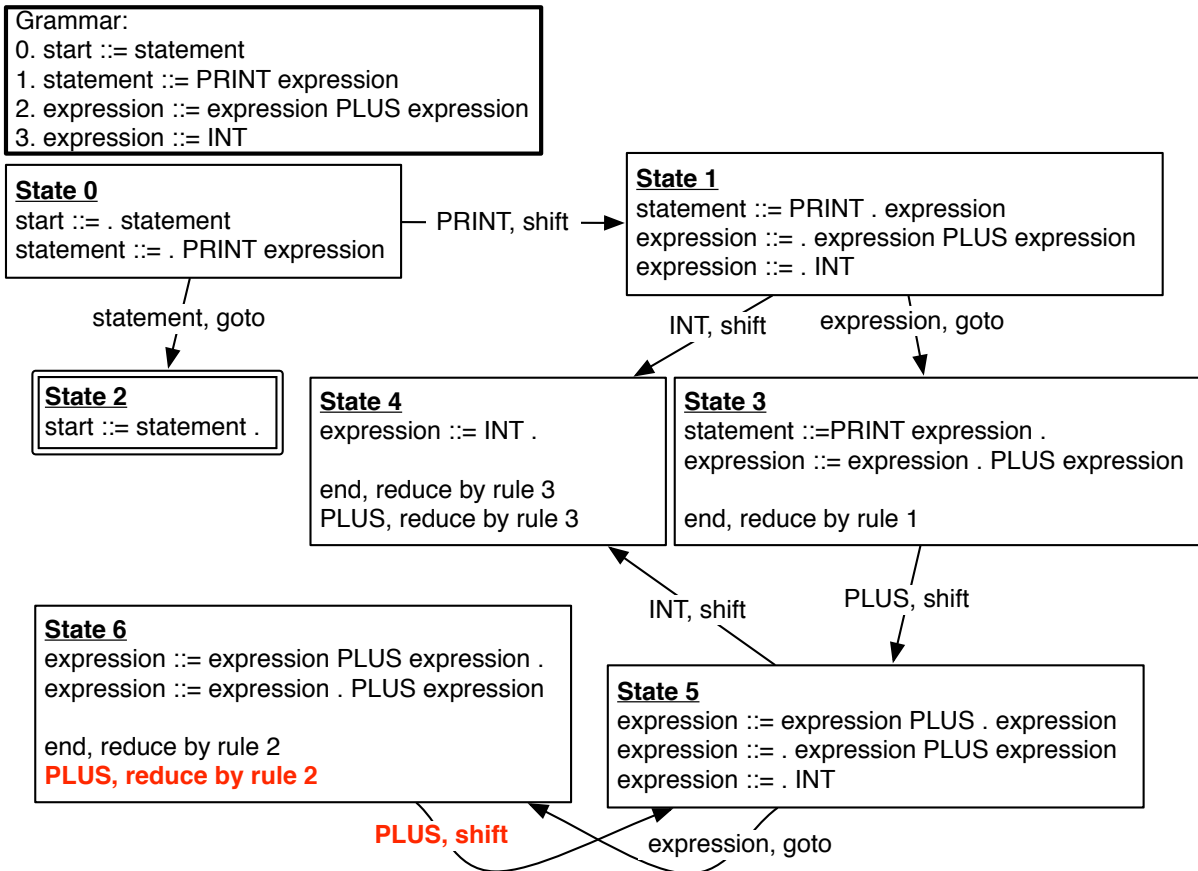 Grammar:
0. start ::= statement
1. statement ::= PRINT expression
2. expression ::= expression PLUS expression
3. expression ::= INT
State 0
start ::= . statement
statement ::= . PRINT expression
PRINT, shift
State 1
statement ::= PRINT . expression
expression ::= . expression PLUS expression
expression ::= . INT
statement, goto
INT, shift
expression, goto
State 2
start ::= statement .
State 4
expression ::= INT .
end, reduce by rule 3
PLUS, reduce by rule 3
State 3
statement ::=PRINT expression .
expression ::= expression . PLUS expression
end, reduce by rule 1
INT, shift
PLUS, shift
State 6
expression ::= expression PLUS expression .
expression ::= expression . PLUS expression
end, reduce by rule 2
PLUS, reduce by rule 2
State 5
expression ::= expression PLUS . expression
expression ::= . expression PLUS expression
expression ::= . INT
PLUS, shift
expression, goto